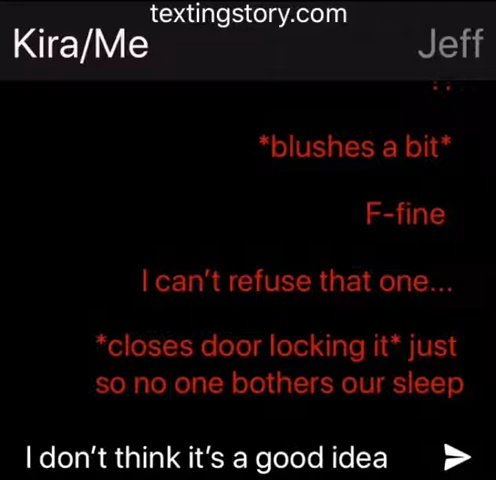 textingstory.com
Kira/Me
Jeff
*blushes a bit*
F-fine
I can't refuse that one...
*closes door locking it* just
so no one bothers our sleep
I don't think it's a good idea